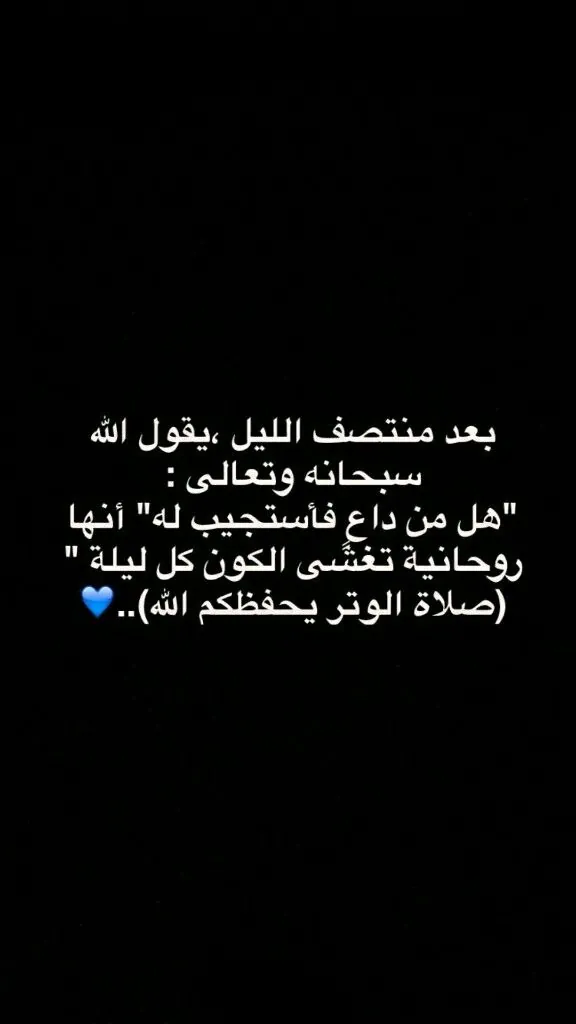 بعد منتصف الليل ،يقول الله
سبحانه وتعالى :
"هل من داعٍ فأستجيب له" أنها
روحانية تغشَى الكون كل ليلة "
(صلاة الوتر يحفظكم الله)..💙